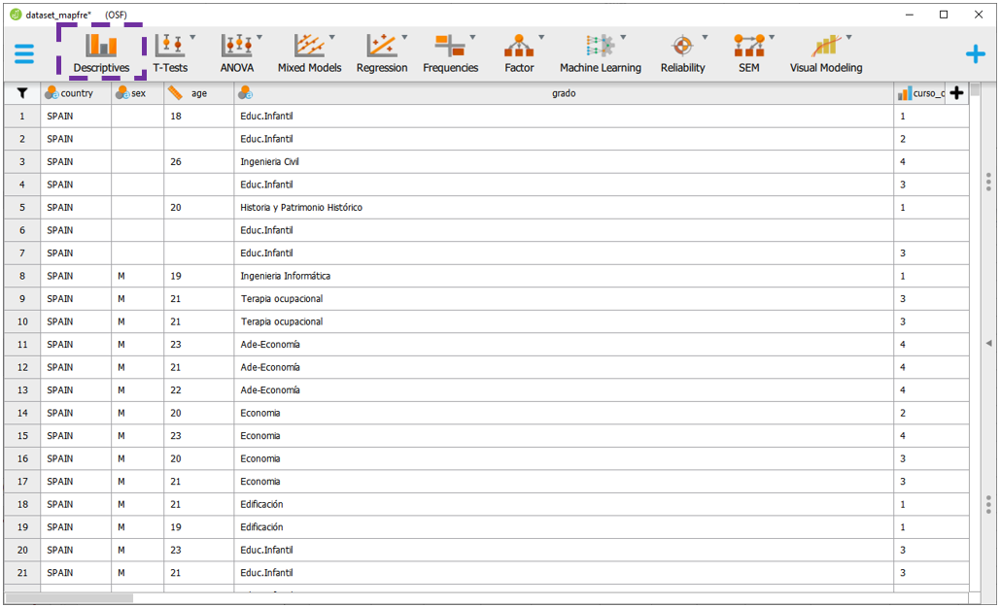 dataset_mapfre* (OSF)
Descriptives T-Tests ANOVA Mixed Models Regression Frequencies Factor Machine Learning Reliability SEM Visual Modeling
country sex age grado curso_c
1 SPAIN 18 Educ.Infantil 1
2 SPAIN Educ.Infantil 2
3 SPAIN 26 Ingenieria Civil 4
4 SPAIN Educ.Infantil 3
5 SPAIN 20 Historia y Patrimonio Histórico 1
6 SPAIN Educ.Infantil
7 SPAIN Educ.Infantil 3
8 SPAIN M 19 Ingenieria Informática 1
9 SPAIN M 21 Terapia ocupacional 3
10 SPAIN M 21 Terapia ocupacional 3
11 SPAIN M 23 Ade-Economía 4
12 SPAIN M 21 Ade-Economía 4
13 SPAIN M 22 Ade-Economía 4
14 SPAIN M 20 Economia 2
15 SPAIN M 23 Economia 4
16 SPAIN M 20 Economia 3
17 SPAIN M 21 Economia 3
18 SPAIN M 21 Edificación 1
19 SPAIN M 19 Edificación 1
20 SPAIN M 23 Educ.Infantil 3
21 SPAIN M 21 Educ.Infantil 3